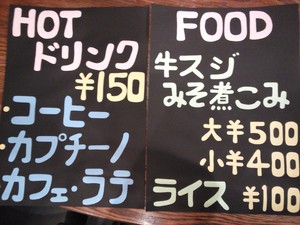 HOT
ドリンク
¥150
・コーヒー
・カプチーノ
・カフェ・ラテ
FOOD
牛スジ
みそ煮こみ
大¥500
小¥400
ライス ¥100